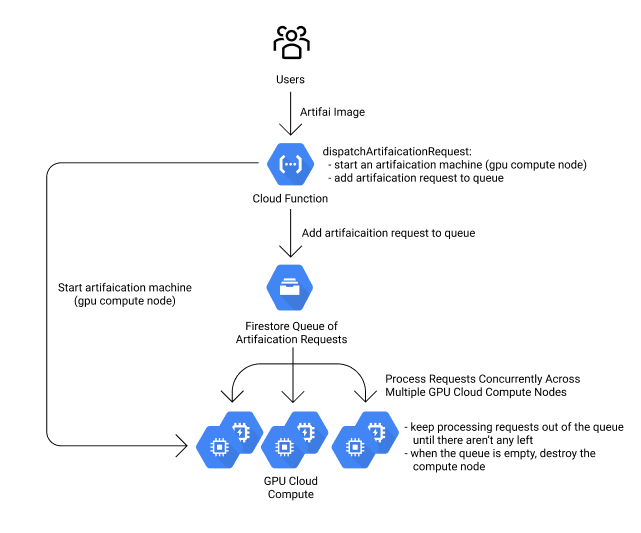 Users
Artifai Image
dispatchArtifaicationRequest:
- start an artifaication machine (gpu compute node)
- add artifaication request to queue
Cloud Function
Add artifaicaition request to queue
Start artifaication machine
(gpu compute node)
Firestore Queue of
Artifaication Requests
Process Requests Concurrently Across
Multiple GPU Cloud Compute Nodes
- keep processing requests out of the queue
until there aren't any left
- when the queue is empty, destroy the
compute node
GPU Cloud
Compute